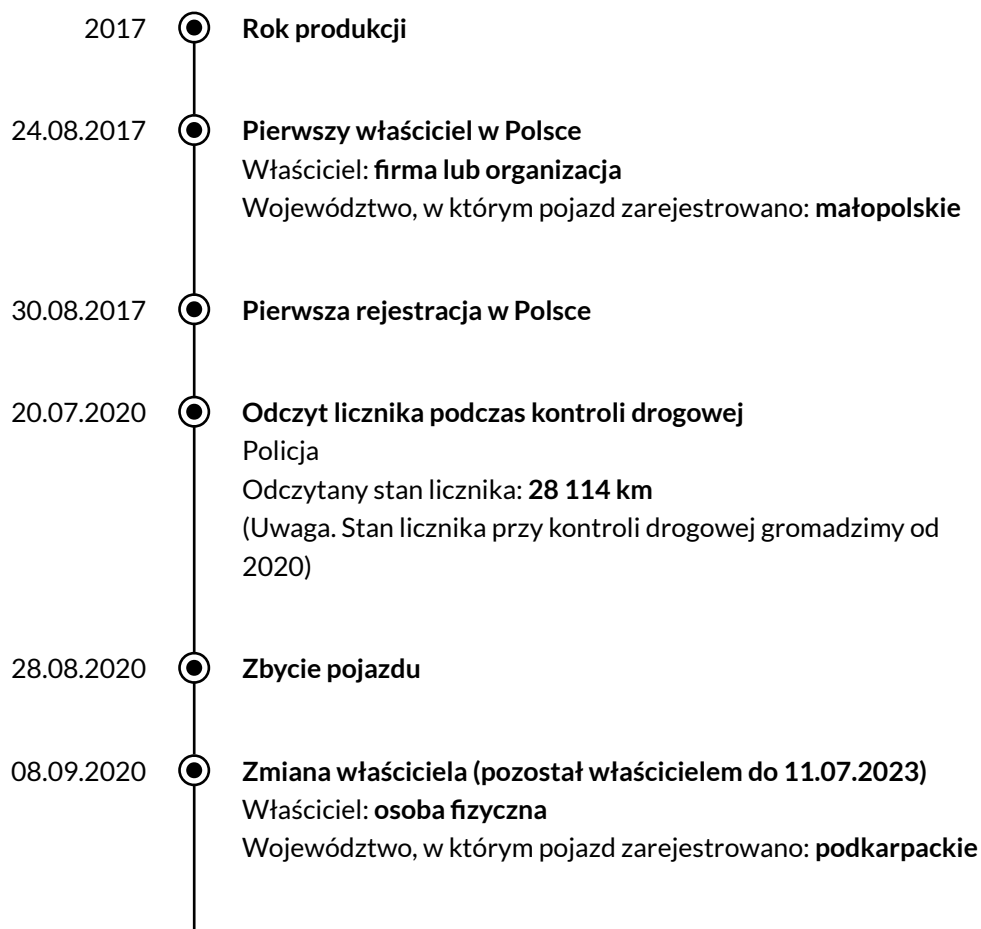 2017 Rok produkcji
24.08.2017 Pierwszy właściciel w Polsce
Właściciel: firma lub organizacja
Województwo, w którym pojazd zarejestrowano: małopolskie
30.08.2017 Pierwsza rejestracja w Polsce
20.07.2020 Odczyt licznika podczas kontroli drogowej
Policja
Odczytany stan licznika: 28 114 km
(Uwaga. Stan licznika przy kontroli drogowej gromadzimy od
2020)
28.08.2020 Zbycie pojazdu
08.09.2020 Zmiana właściciela (pozostał właścicielem do 11.07.2023)
Właściciel: osoba fizyczna
Województwo, w którym pojazd zarejestrowano: podkarpackie